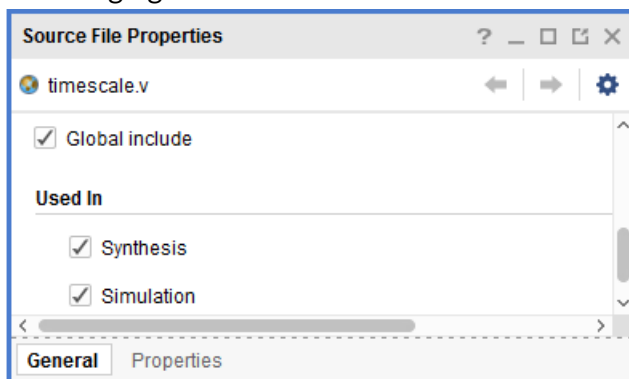 Source File Properties
timescale.v
Global include
Used In
Synthesis
Simulation
General Properties